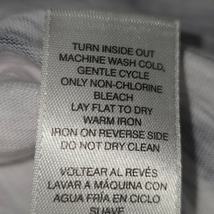 TURN INSIDE OUT
MACHINE WASH COLD,
GENTLE CYCLE
ONLY NON-CHLORINE
BLEACH
LAY FLAT TO DRY
WARM IRON
IRON ON REVERSE SIDE
DO NOT DRY CLEAN
VOLTEAR AL REVÉS
LAVAR A MÁQUINA CON
AGUA FRÍA EN CICLO
SUAVE